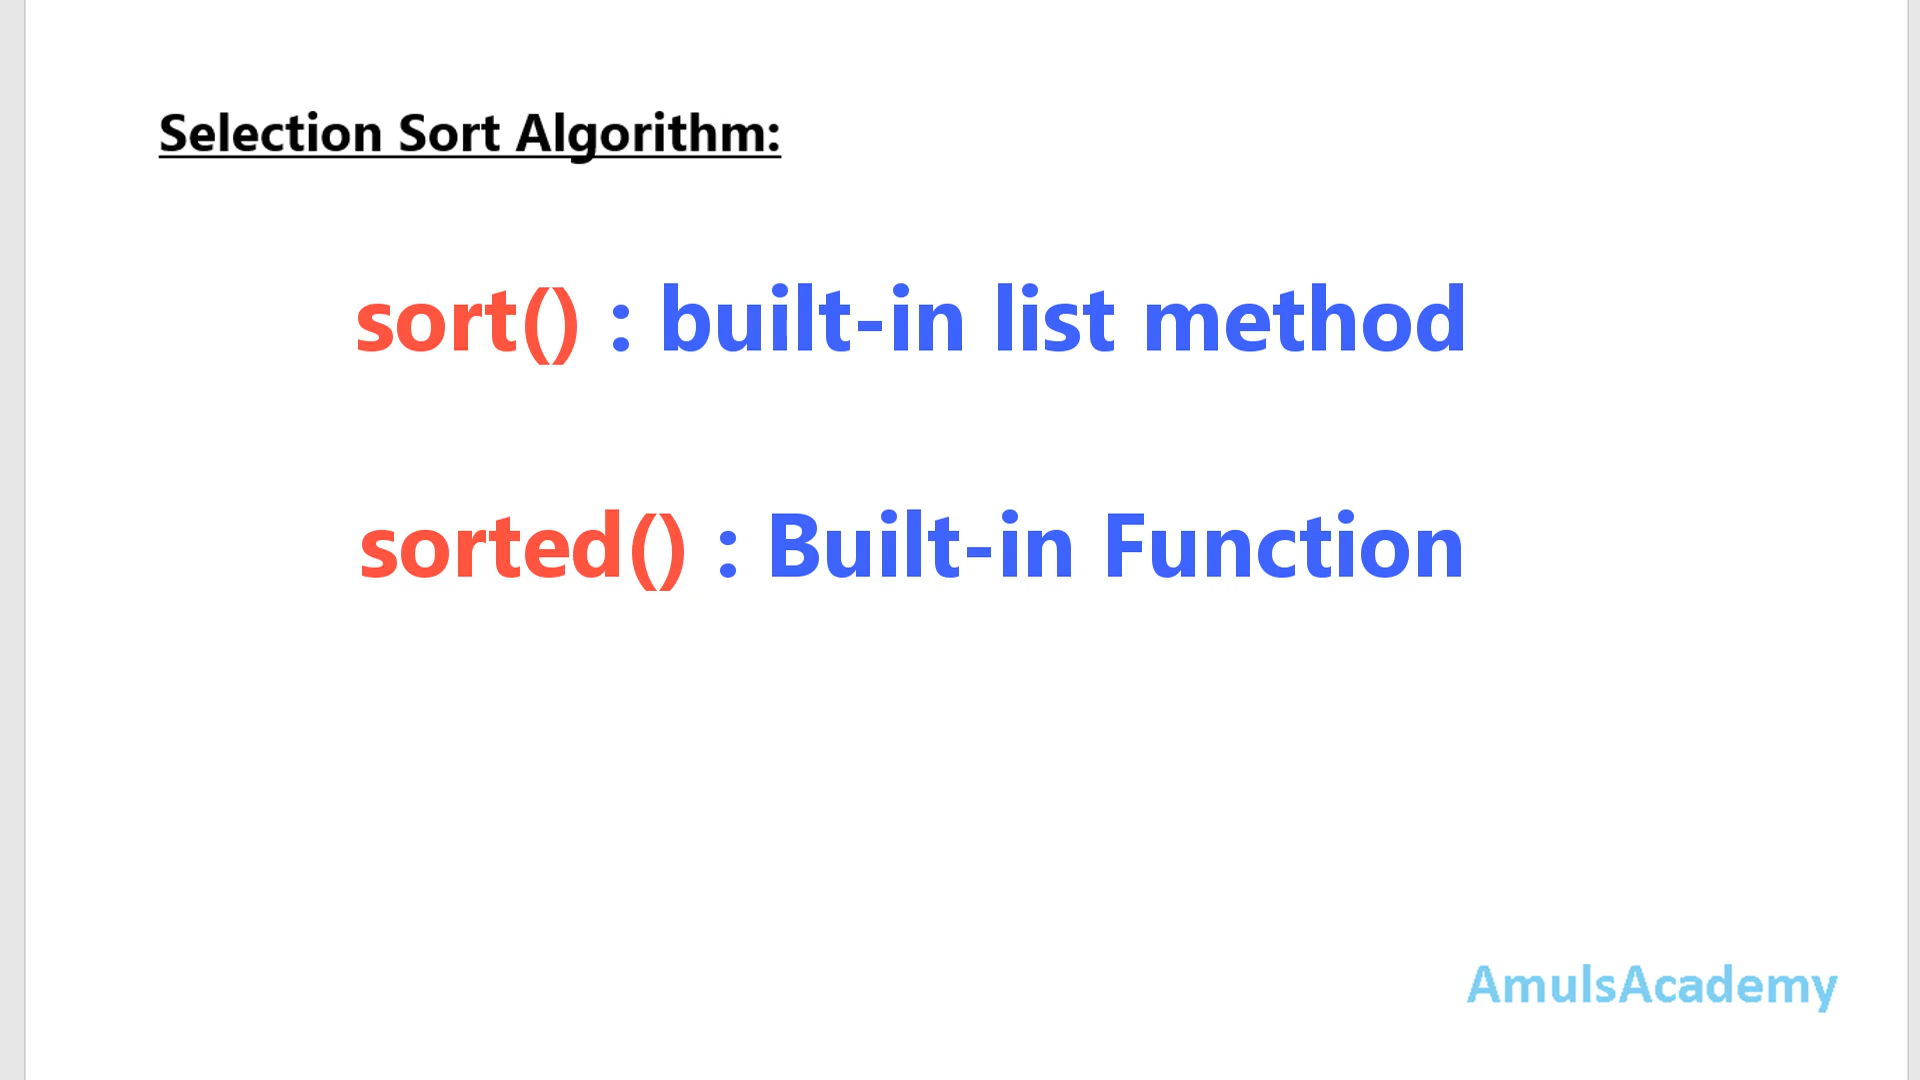 Selection Sort Algorithm:
sort() : built-in list method
sorted() : Built-in Function
AmulsAcademy